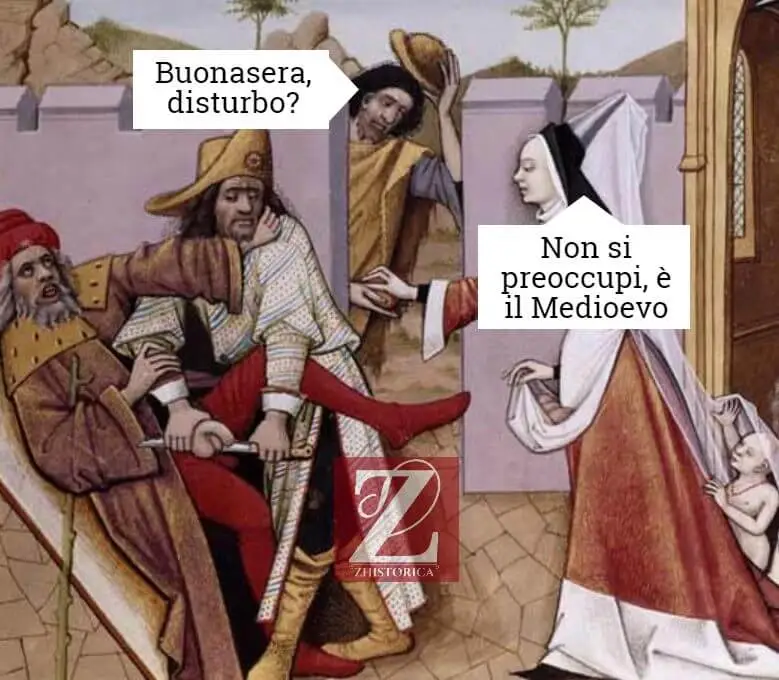 Buonasera,
disturbo?
Non si
preoccupi, è
il Medioevo
Z
ZHISTORICA